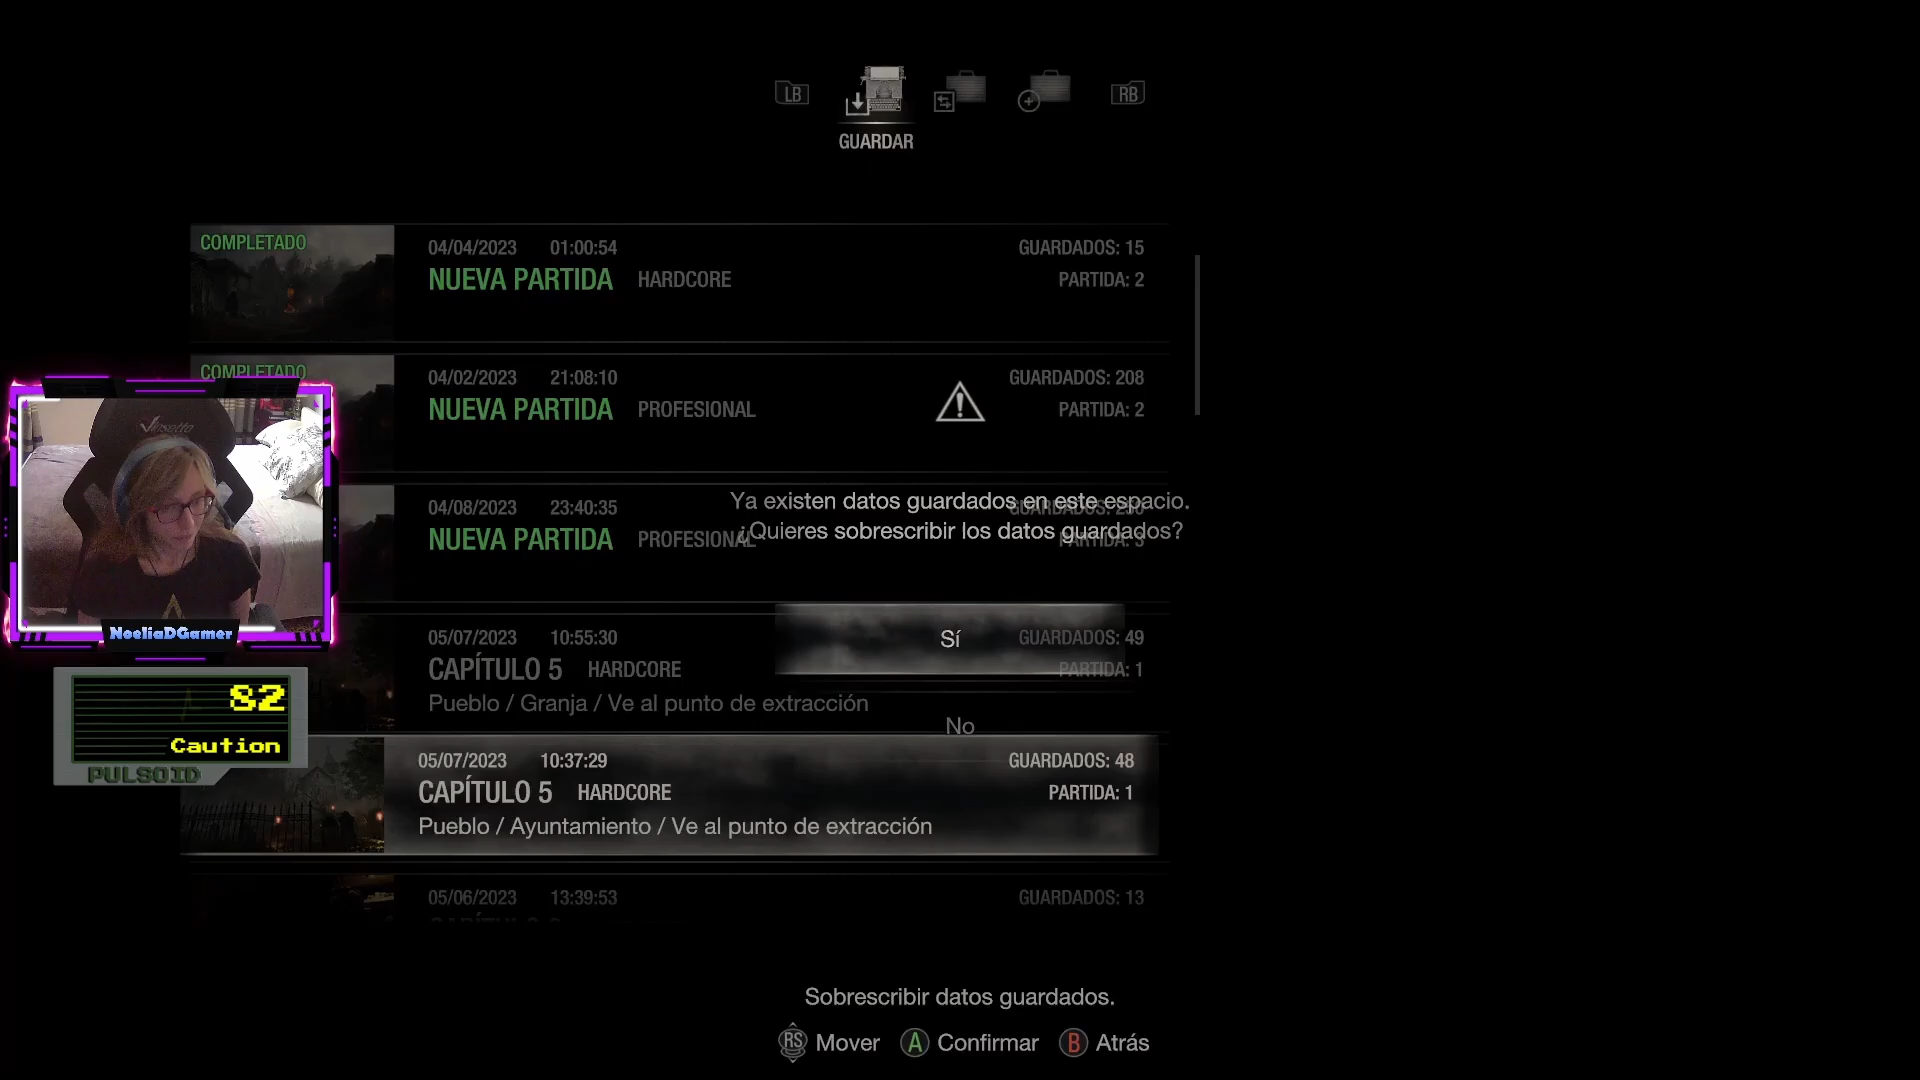 LB
RB
GUARDAR
COMPLETADO
04/04/2023 01:00:54
GUARDADOS: 15
NUEVA PARTIDA HARDCORE
PARTIDA: 2
COMPLETADO
04/02/2023 21:08:10
GUARDADOS: 208
NUEVA PARTIDA PROFESIONAL
PARTIDA: 2
04/08/2023 23:40:35
Ya existen datos guardados en este espacio.
¿Quieres sobrescribir los datos guardados?
NUEVA PARTIDA PROFESIONAL
PARTIDA: 3
05/07/2023 10:55:30
Sí
GUARDADOS: 49
CAPÍTULO 5 HARDCORE
PARTIDA: 1
Pueblo / Granja / Ve al punto de extracción
No
05/07/2023 10:37:29
GUARDADOS: 48
CAPÍTULO 5 HARDCORE
PARTIDA: 1
Pueblo / Ayuntamiento / Ve al punto de extracción
05/06/2023 13:39:53
GUARDADOS: 13
NoeliaDGamer
82
Caution
PULSOID
Sobrescribir datos guardados.
RS Mover A Confirmar B Atrás